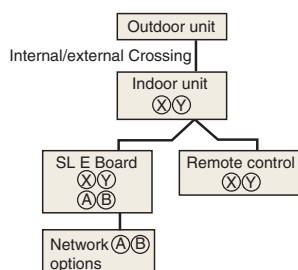 Outdoor unit
Internal/external Crossing
Indoor unit
ⓍⓎ
SL E Board
ⓍⓎ
ⒶⒷ
Remote control
ⓍⓎ
Network ⒶⒷ
options